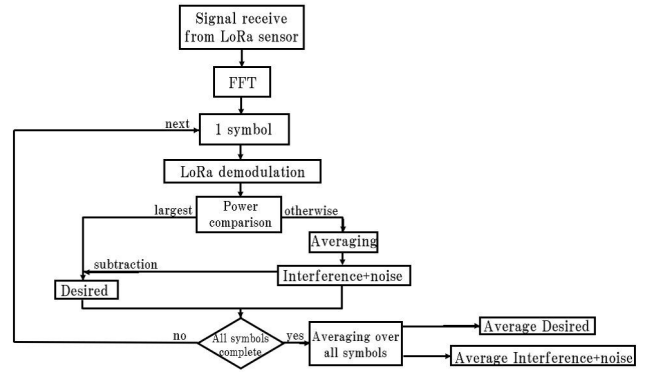 Signal receive
from LoRa sensor
FFT
next
1 symbol
LoRa demodulation
largest
Power
comparison
otherwise
Averaging
subtraction
Interference+noise
Desired
no
All symbols
complete
yes
Averaging over
all symbols
Average Desired
Average Interference+noise